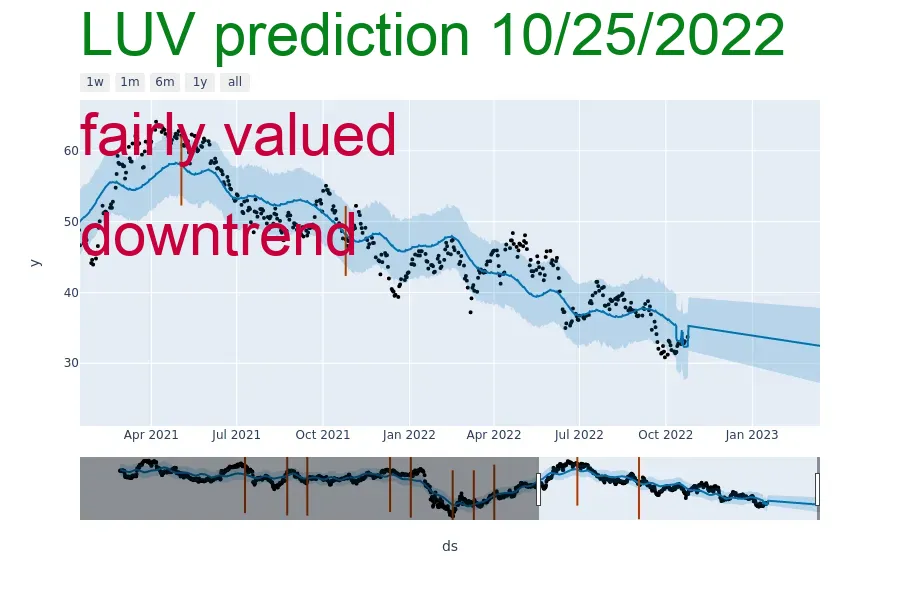 LUV prediction 10/25/2022
1w 1m 6m 1y all
fairly valued
60
50
downtrend
y
40
30
Apr 2021 Jul 2021 Oct 2021 Jan 2022 Apr 2022 Jul 2022 Oct 2022 Jan 2023
ds